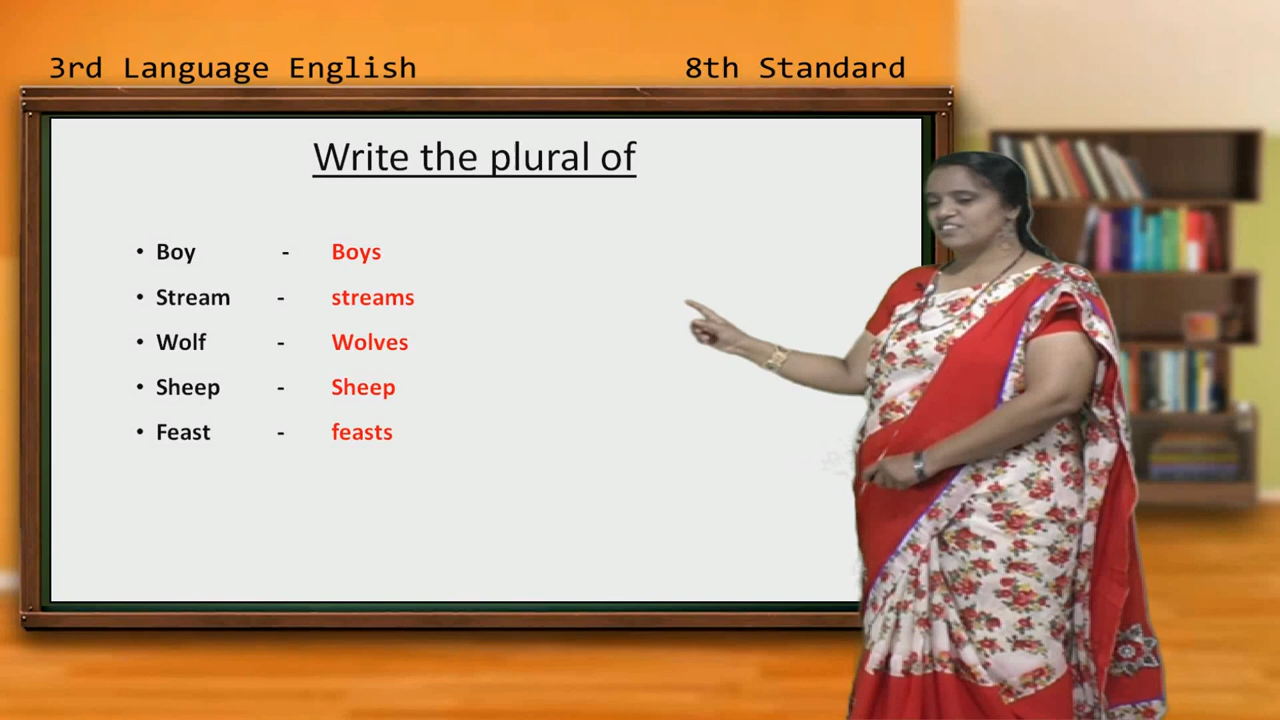 3rd Language English 8th Standard
Write the plural of
• Boy - Boys
• Stream - streams
• Wolf - Wolves
• Sheep - Sheep
• Feast - feasts